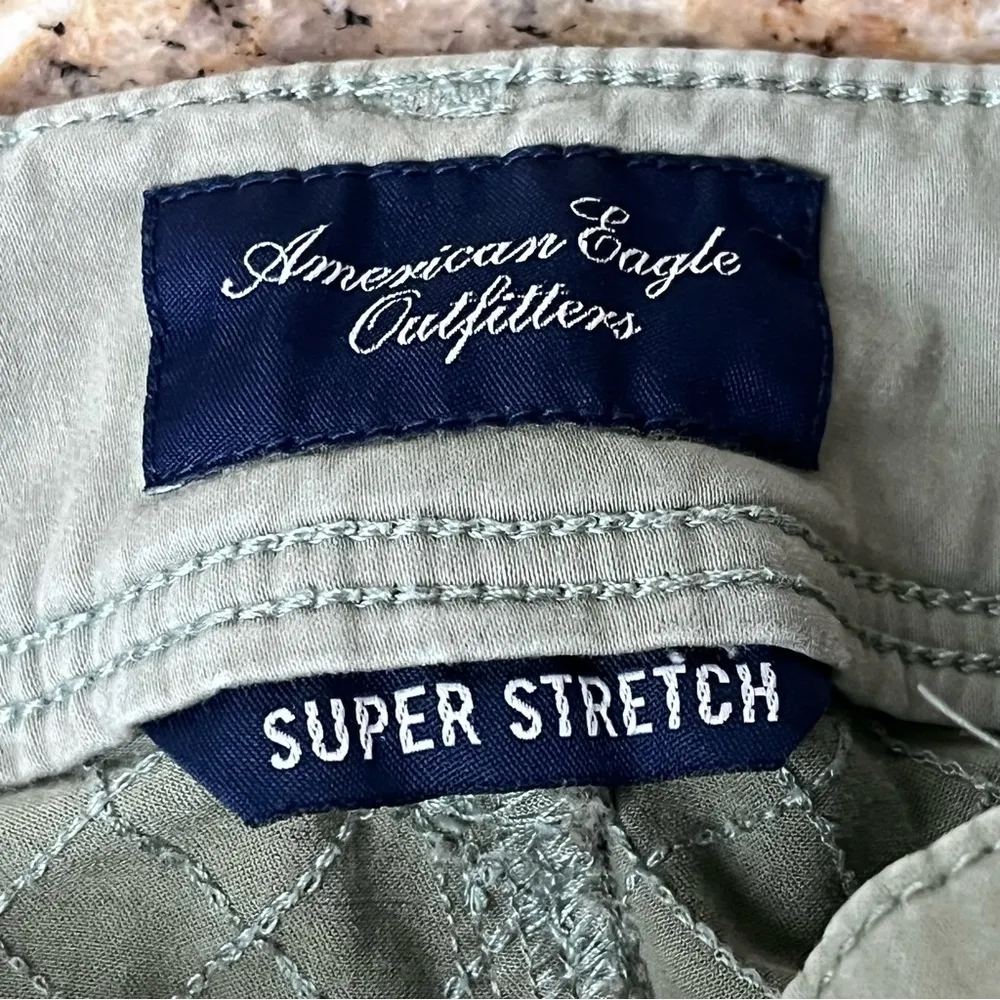 American Eagle
Outfitters
SUPER STRETCH